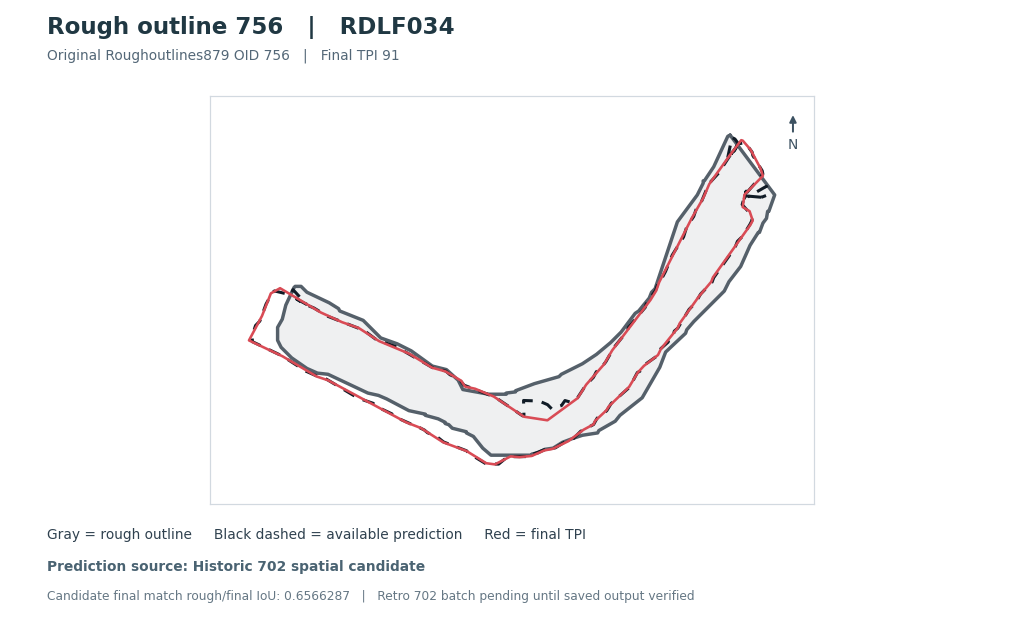 Rough outline 756   |   RDLF034
Original Roughoutlines879 OID 756   |   Final TPI 91
N
Gray = rough outline     Black dashed = available prediction     Red = final TPI
Prediction source: Historic 702 spatial candidate
Candidate final match rough/final IoU: 0.6566287   |   Retro 702 batch pending until saved output verified